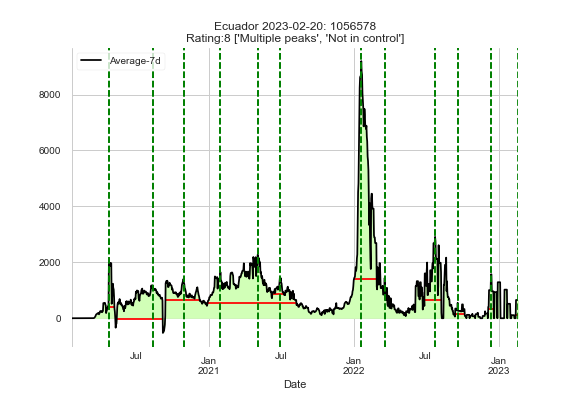 Ecuador 2023-02-20: 1056578
Rating:8 ['Multiple peaks', 'Not in control']
Average-7d
8000
6000
4000
2000
0
Jul
Jan
2021
Jul
Jan
2022
Jul
Jan
2023
Date